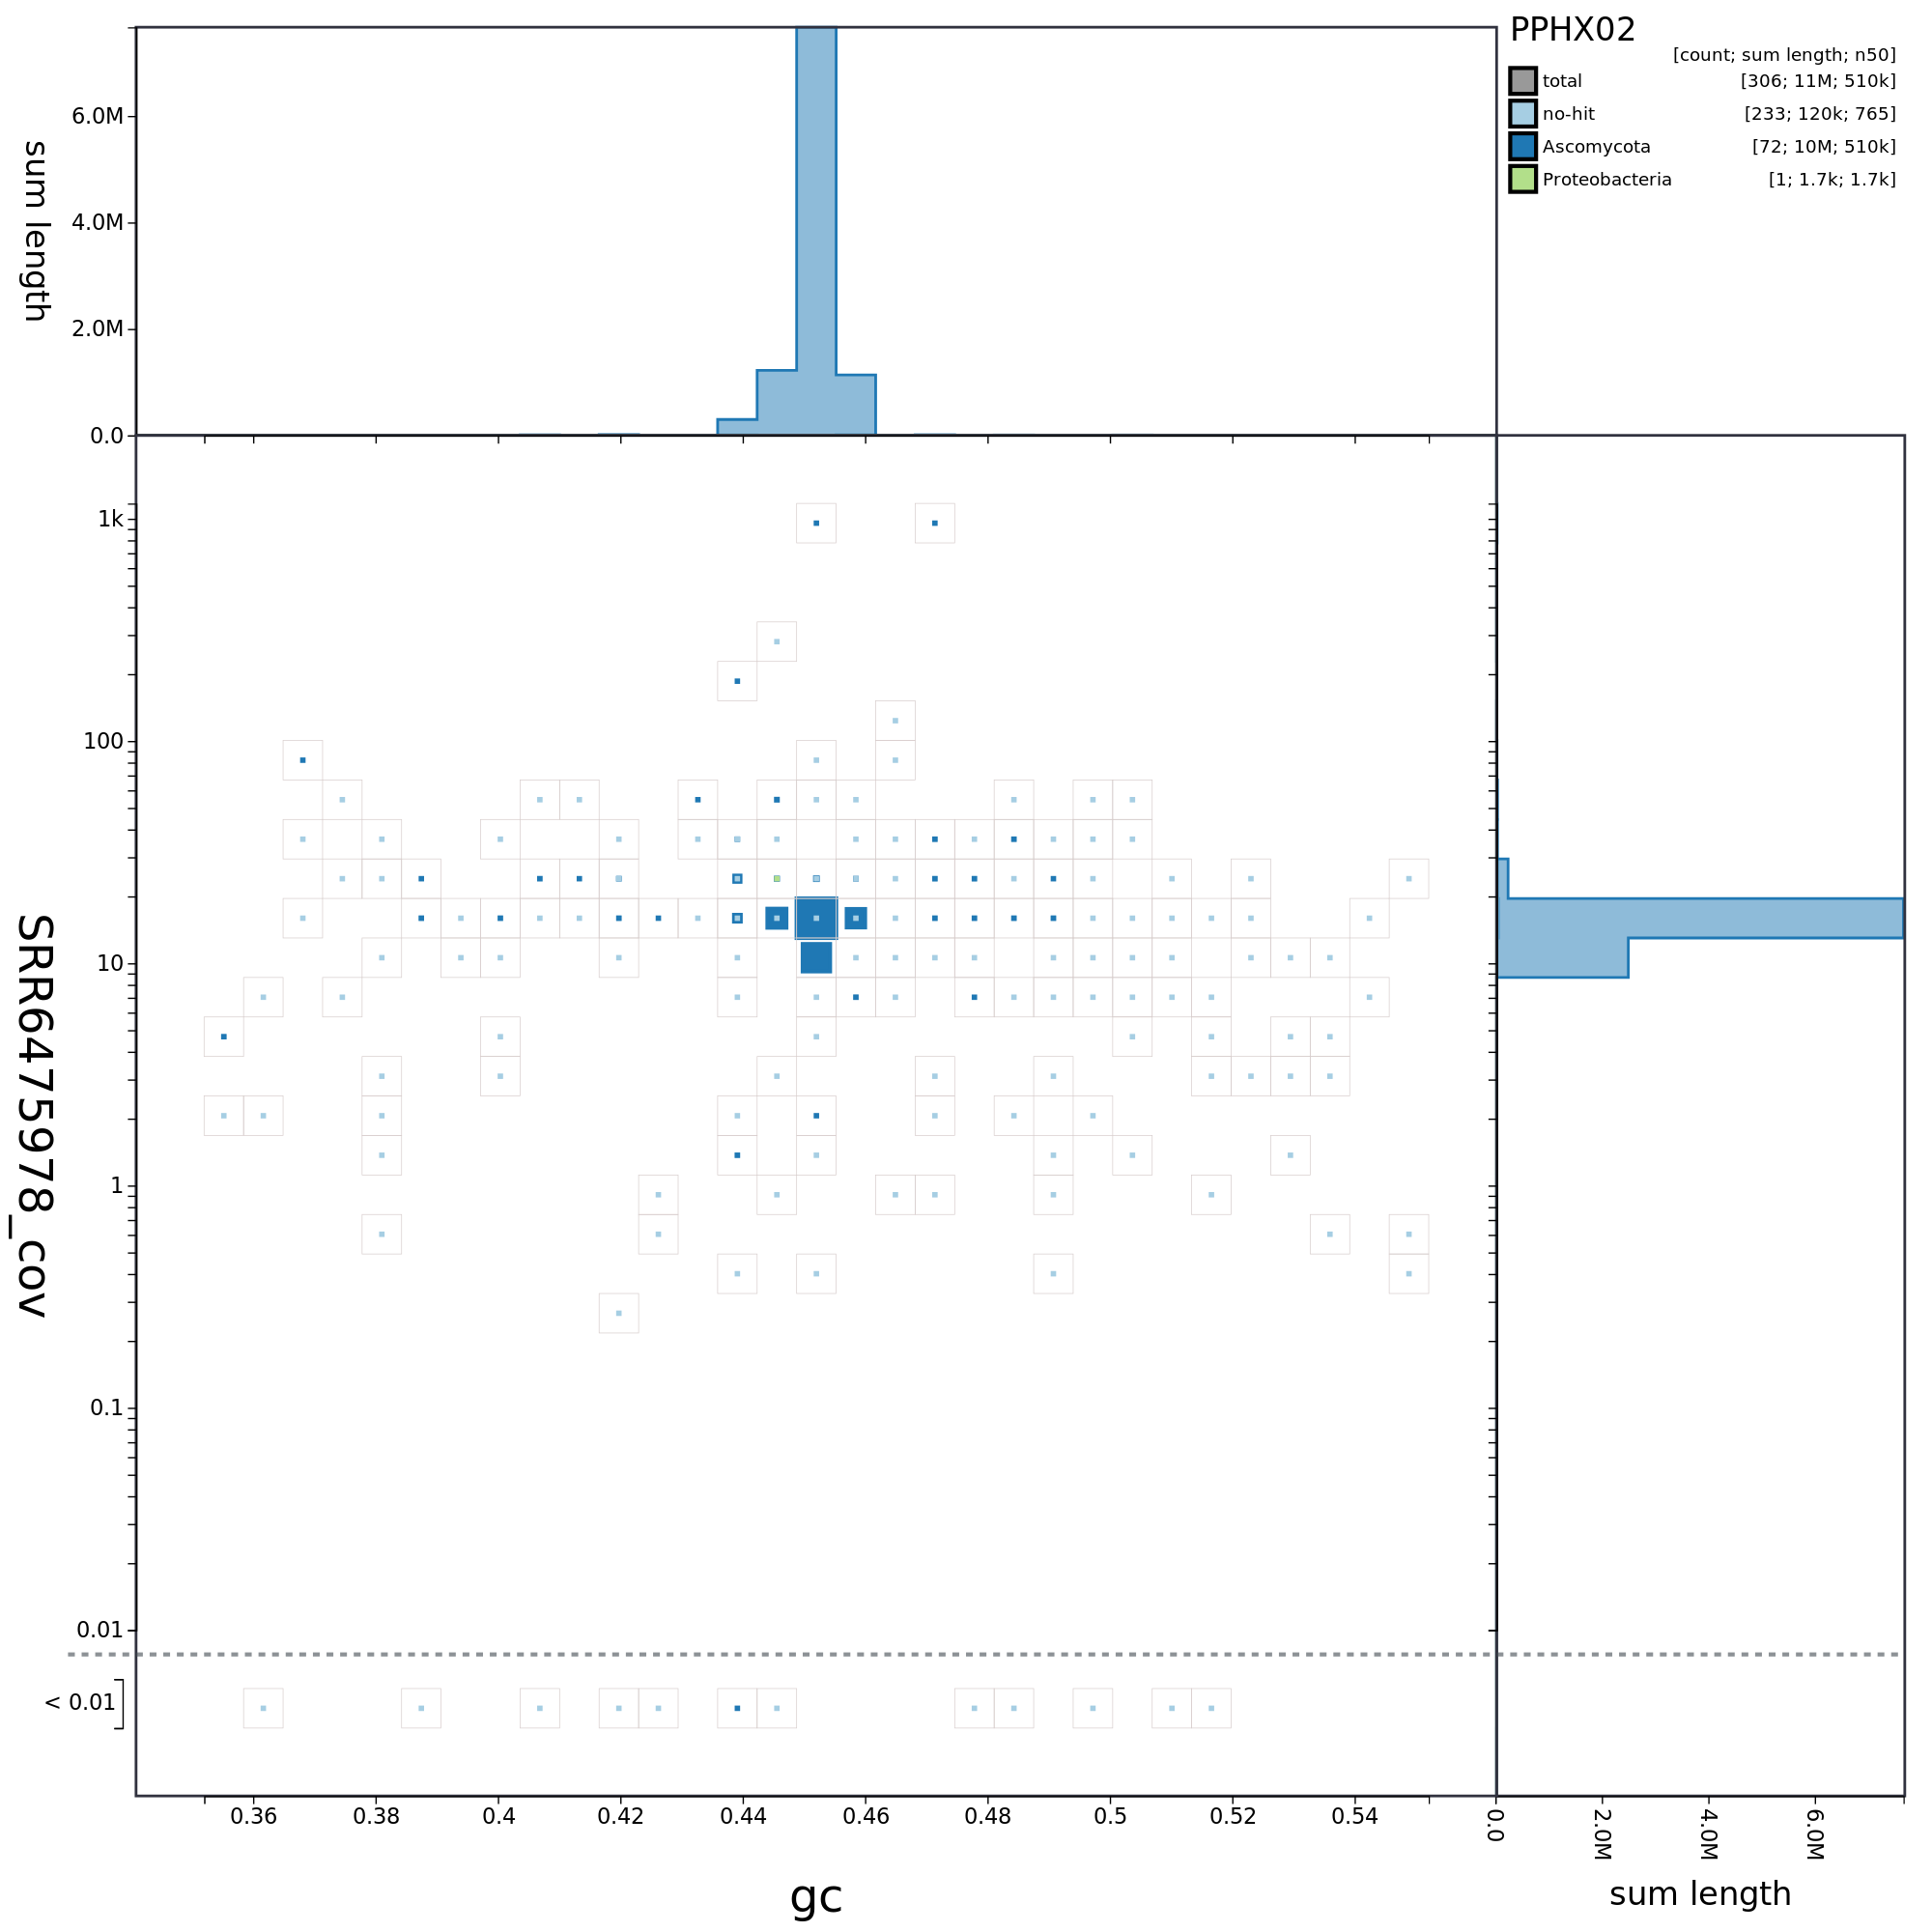 PPHX02
[count; sum length; n50]
total [306; 11M; 510k]
no-hit [233; 120k; 765]
Ascomycota [72; 10M; 510k]
Proteobacteria [1; 1.7k; 1.7k]
sum length
6.0M
4.0M
2.0M
0.0
SRR6475978_cov
1k
100
10
1
0.1
0.01
< 0.01
0.36 0.38 0.4 0.42 0.44 0.46 0.48 0.5 0.52 0.54
gc
0.0 2.0M 4.0M 6.0M
sum length